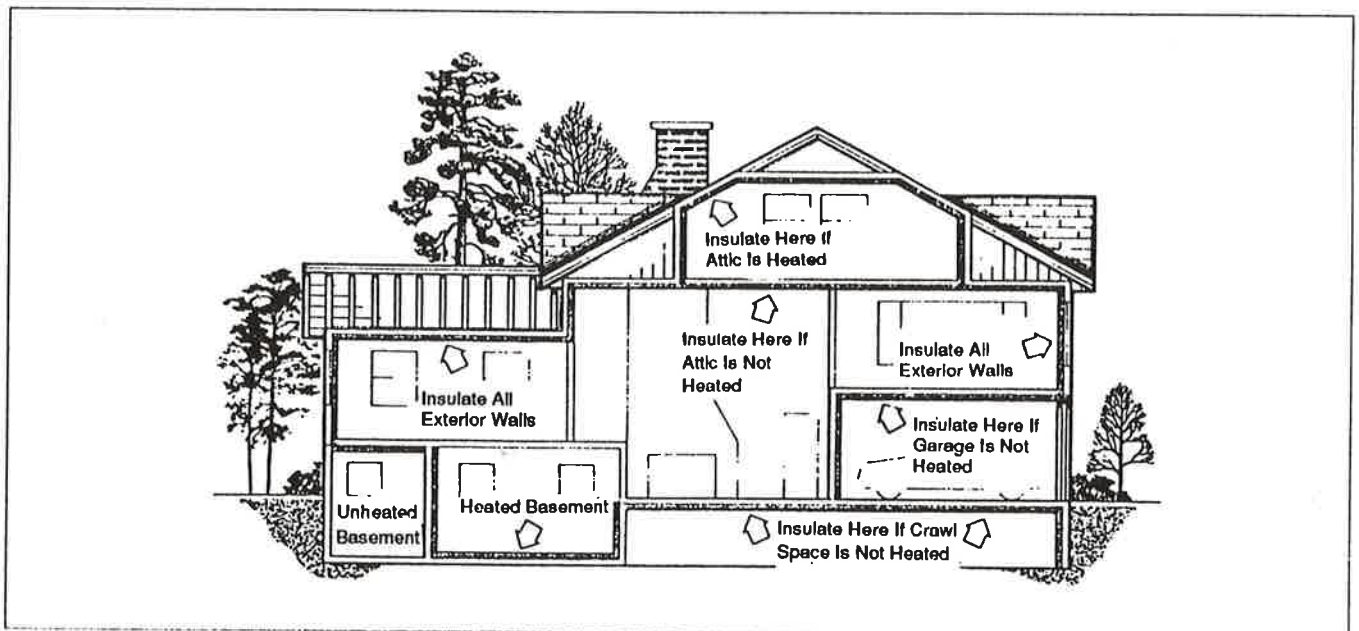 Insulate Here If
Attic Is Heated
Insulate Here If
Attic Is Not
Heated
Insulate All
Exterior Walls
Insulate All
Exterior Walls
Insulate Here If
Garage Is Not
Heated
Unheated
Basement
Heated Basement
Insulate Here If Crawl
Space Is Not Heated